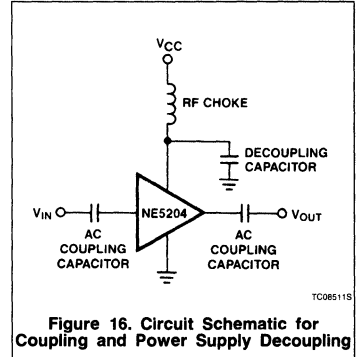 VCC
RF CHOKE
DECOUPLING
CAPACITOR
VIN
NE5204
VOUT
AC
COUPLING
CAPACITOR
AC
COUPLING
CAPACITOR
TC08511S
Figure 16. Circuit Schematic for
Coupling and Power Supply Decoupling